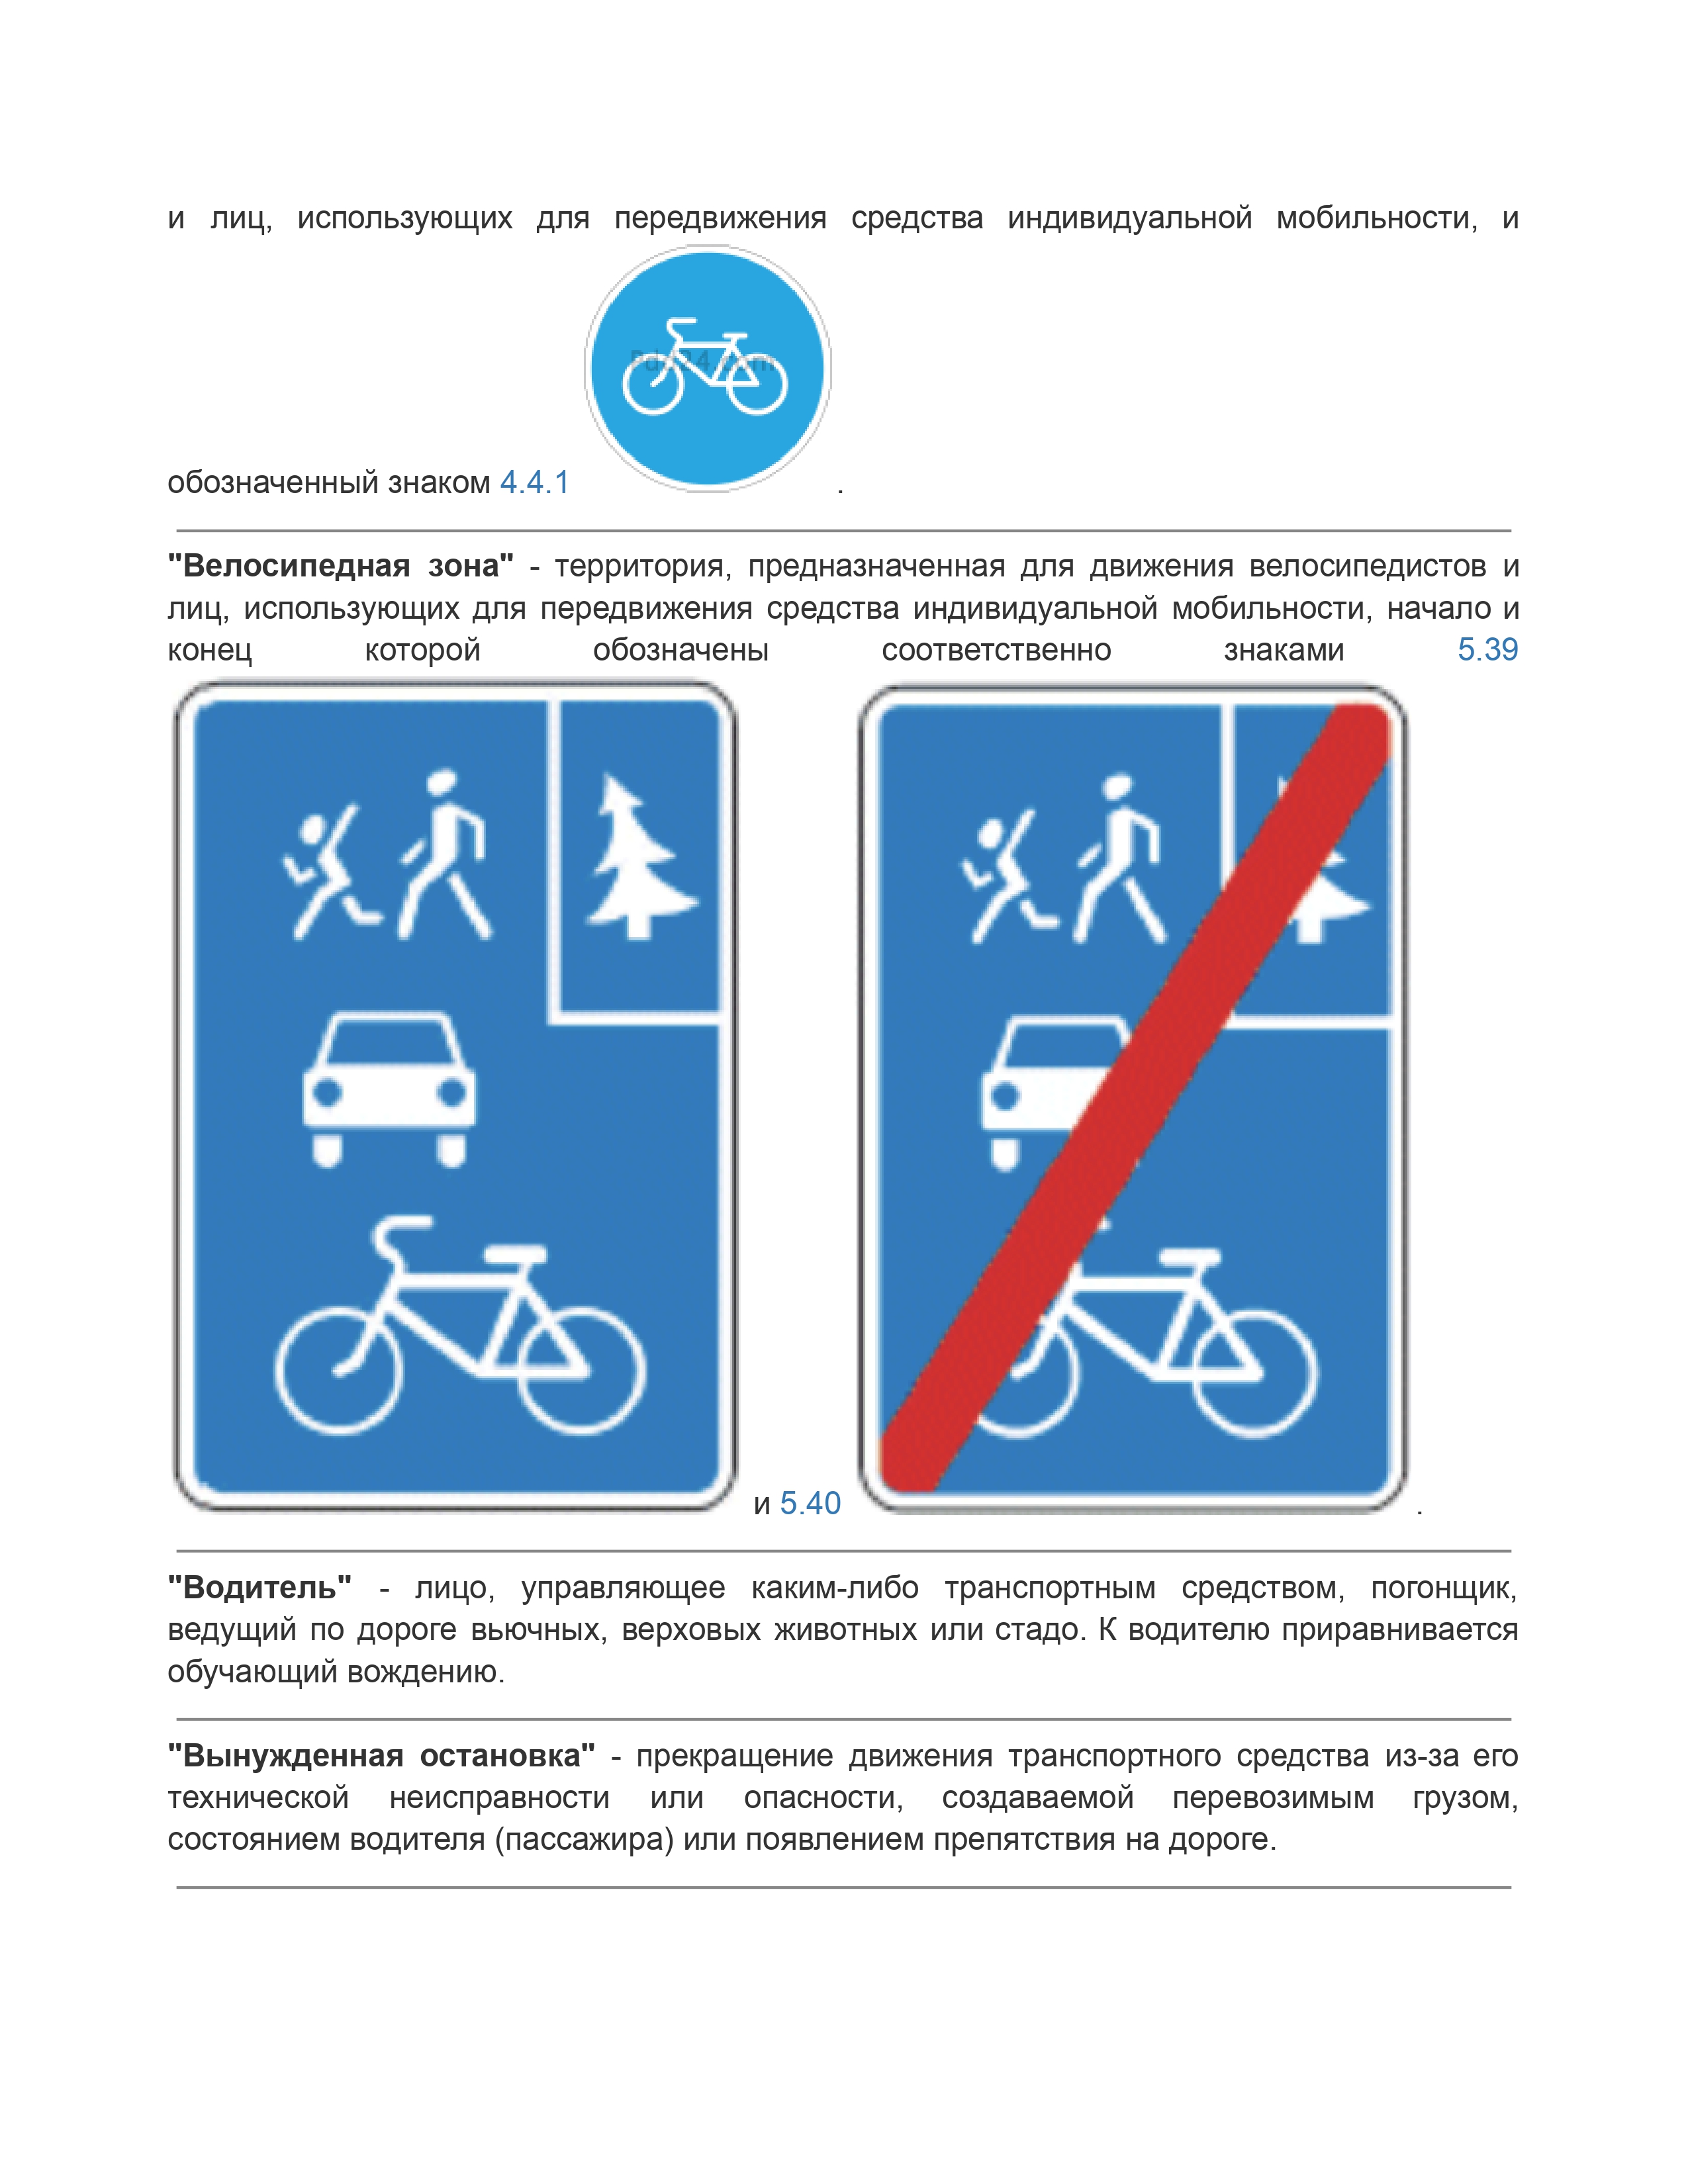 и лиц, использующих для передвижения средства индивидуальной мобильности, и
Pdd24.com
обозначенный знаком 4.4.1 .
"Велосипедная зона" - территория, предназначенная для движения велосипедистов и
лиц, использующих для передвижения средства индивидуальной мобильности, начало и
конец которой обозначены соответственно знаками 5.39
и 5.40 .
"Водитель" - лицо, управляющее каким-либо транспортным средством, погонщик,
ведущий по дороге вьючных, верховых животных или стадо. К водителю приравнивается
обучающий вождению.
"Вынужденная остановка" - прекращение движения транспортного средства из-за его
технической неисправности или опасности, создаваемой перевозимым грузом,
состоянием водителя (пассажира) или появлением препятствия на дороге.